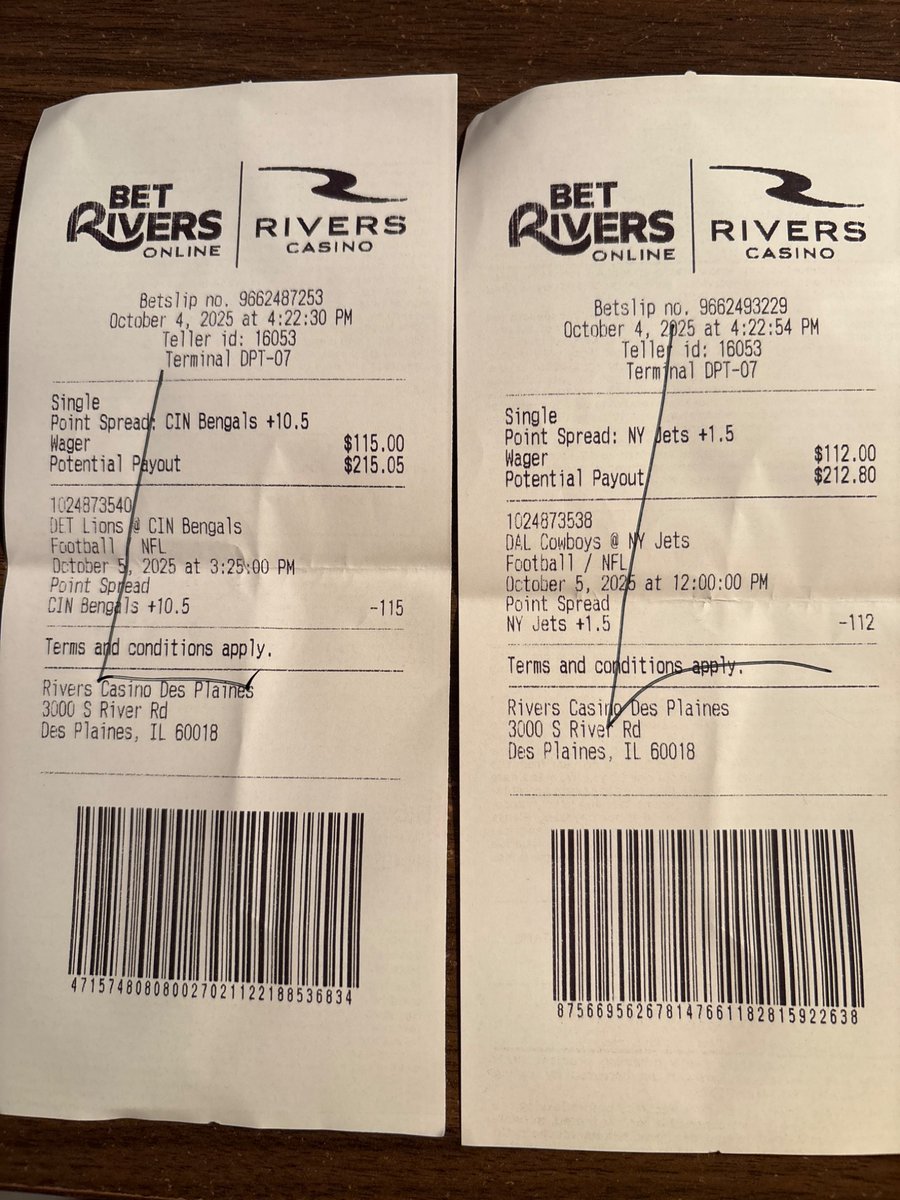 BET
RIVERS
ONLINE
RIVERS
CASINO
Betslip no. 9662487253
October 4, 2025 at 4:22:30 PM
Teller id: 16053
Terminal DPT-07
Single
Point Spread: CIN Bengals +10.5
Wager $115.00
Potential Payout $215.05
1024873540
DET Lions @ CIN Bengals
Football / NFL
October 5, 2025 at 3:25:00 PM
Point Spread
CIN Bengals +10.5 -115
Terms and conditions apply.
Rivers Casino Des Plaines
3000 S River Rd
Des Plaines, IL 60018
471574808080027021122188536834
BET
RIVERS
ONLINE
RIVERS
CASINO
Betslip no. 9662493229
October 4, 2025 at 4:22:54 PM
Teller id: 16053
Terminal DPT-07
Single
Point Spread: NY Jets +1.5
Wager $112.00
Potential Payout $212.80
1024873538
DAL Cowboys @ NY Jets
Football / NFL
October 5, 2025 at 12:00:00 PM
Point Spread
NY Jets +1.5 -112
Terms and conditions apply.
Rivers Casino Des Plaines
3000 S River Rd
Des Plaines, IL 60018
875669562678147661182815922638